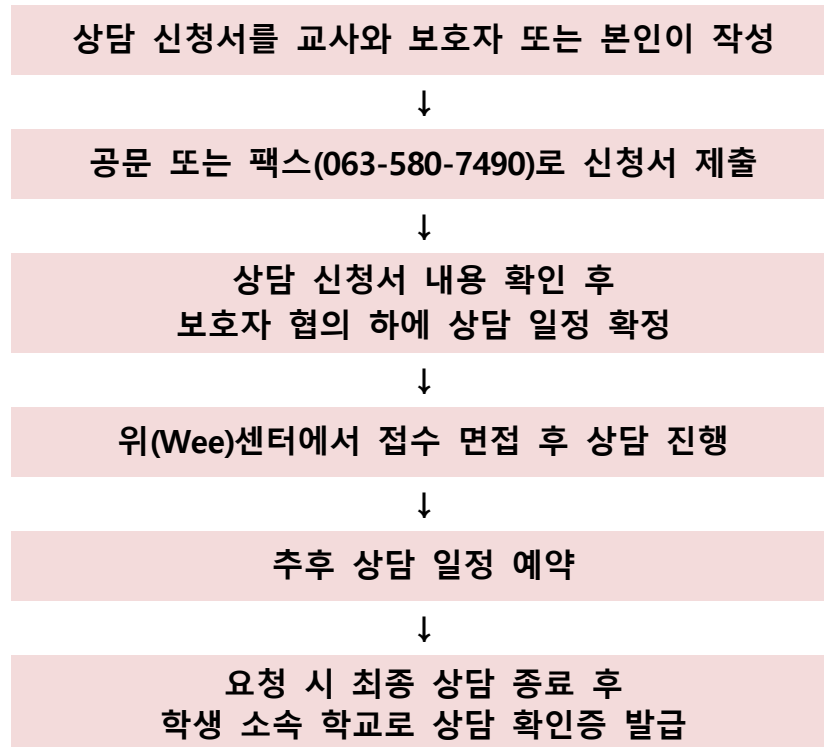 상담 신청서를 교사와 보호자 또는 본인이 작성
↓
공문 또는 팩스(063-580-7490)로 신청서 제출
↓
상담 신청서 내용 확인 후
보호자 협의 하에 상담 일정 확정
↓
위(Wee)센터에서 접수 면접 후 상담 진행
↓
추후 상담 일정 예약
↓
요청 시 최종 상담 종료 후
학생 소속 학교로 상담 확인증 발급